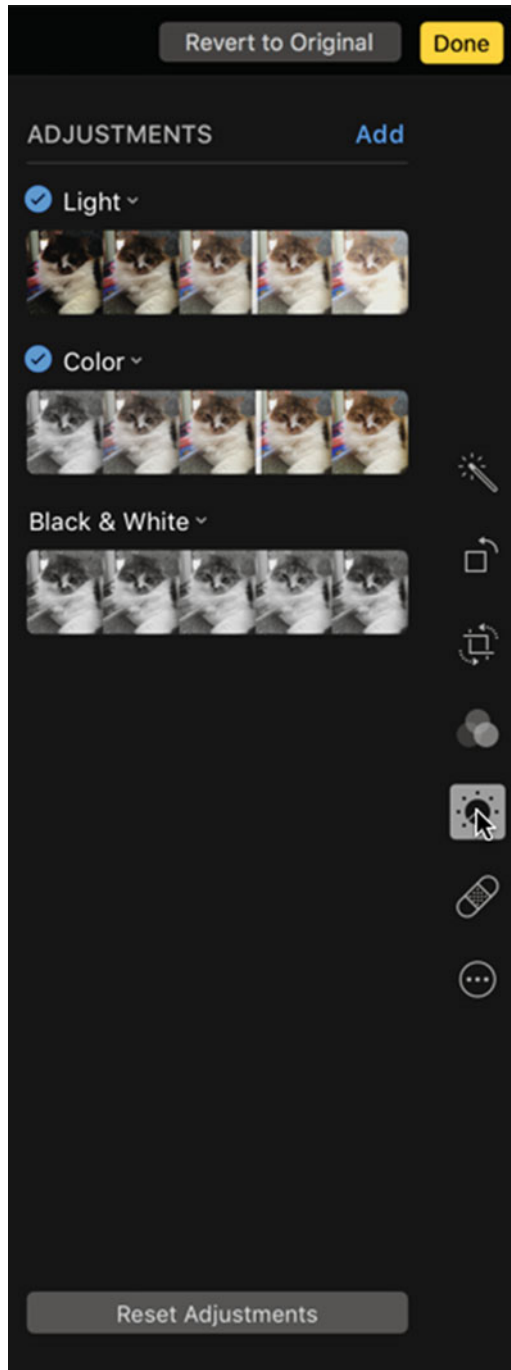 Revert to Original Done
ADJUSTMENTS Add
Light
Color
Black & White
Reset Adjustments